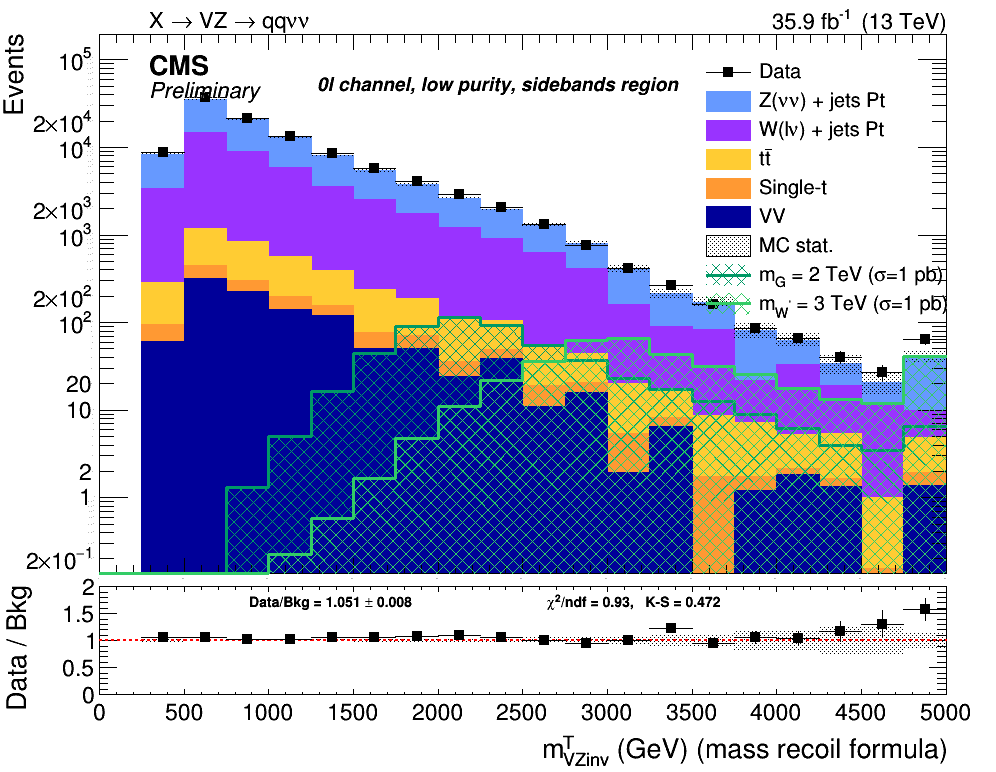 X → VZ → qqνν
35.9 fb⁻¹ (13 TeV)
Events
CMS
Preliminary
0l channel, low purity, sidebands region
Data
Z(νν) + jets Pt
W(lν) + jets Pt
tt̄
Single-t
VV
MC stat.
m_G = 2 TeV (σ=1 pb)
m_W' = 3 TeV (σ=1 pb)
10⁵
2×10⁴
10⁴
2×10³
10³
2×10²
10²
20
10
2
1
2×10⁻¹
Data / Bkg
2
1.5
1
0.5
0
Data/Bkg = 1.051 ± 0.008
χ²/ndf = 0.93, K-S = 0.472
0 500 1000 1500 2000 2500 3000 3500 4000 4500 5000
m^T_VZinv (GeV) (mass recoil formula)